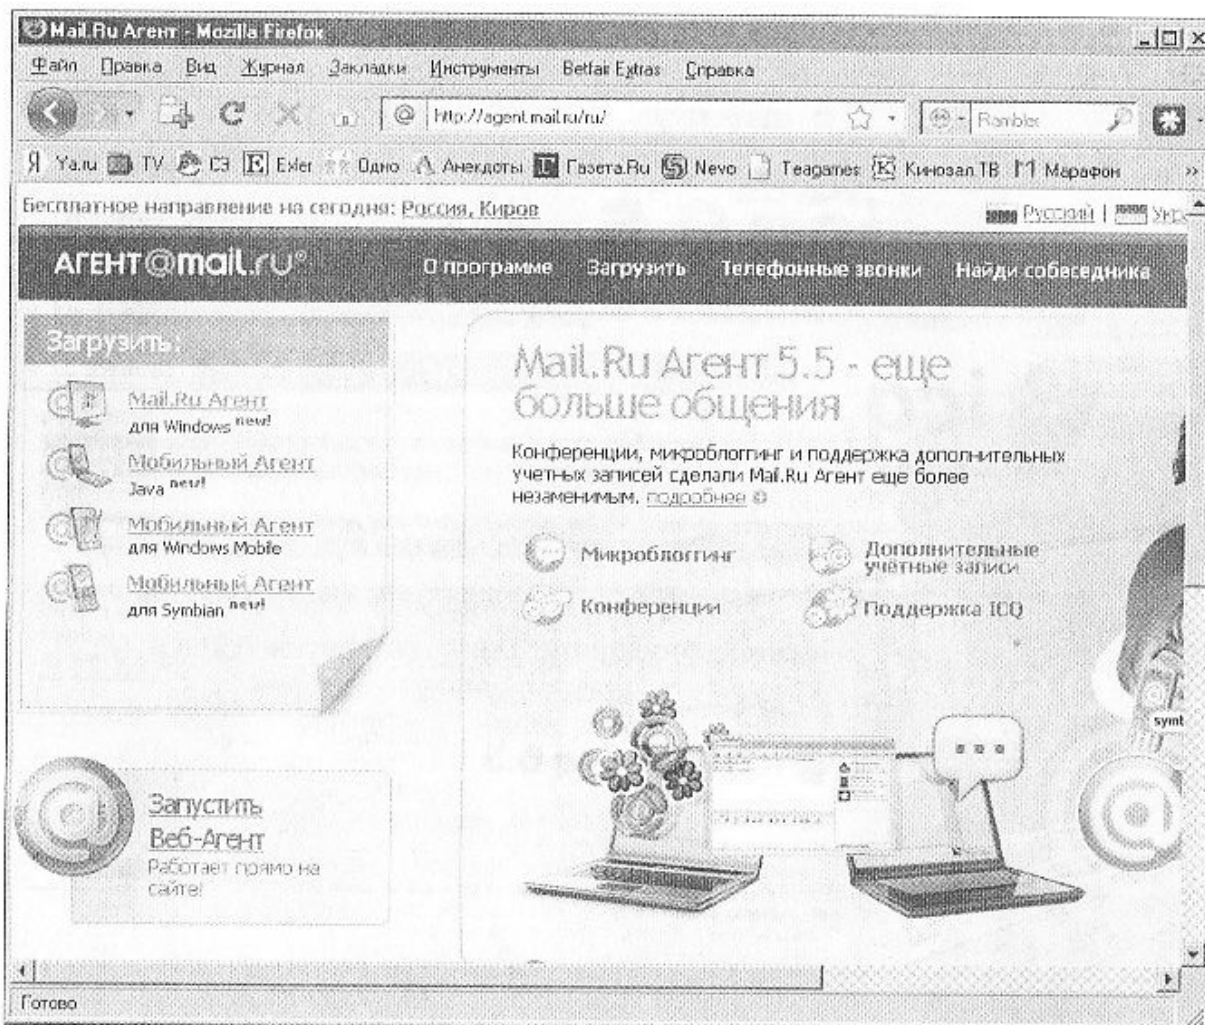 Mail.Ru Агент - Mozilla Firefox
Файл Правка Вид Журнал Закладки Инструменты Betfair Extras Справка
http://agent.mail.ru/ru/
Rambler
Ya.ru TV СЭ Exler Одно Анекдоты Газета.Ru Nevo Teagames Кинозал.ТВ Марафон
Бесплатное направление на сегодня: Россия, Киров
Русский | Укра
АГЕНТ@mail.ru®
О программе Загрузить Телефонные звонки Найди собеседника
Загрузить:
Mail.Ru Агент
для Windows new!
Мобильный Агент
Java new!
Мобильный Агент
для Windows Mobile
Мобильный Агент
для Symbian new!
Запустить
Веб-Агент
Работает прямо на
сайте!
Mail.Ru Агент 5.5 - еще
больше общения
Конференции, микроблоггинг и поддержка дополнительных
учетных записей сделали Mail.Ru Агент еще более
незаменимым. подробнее
Микроблоггинг
Дополнительные
учётные записи
Конференции
Поддержка ICQ
symb
Готово